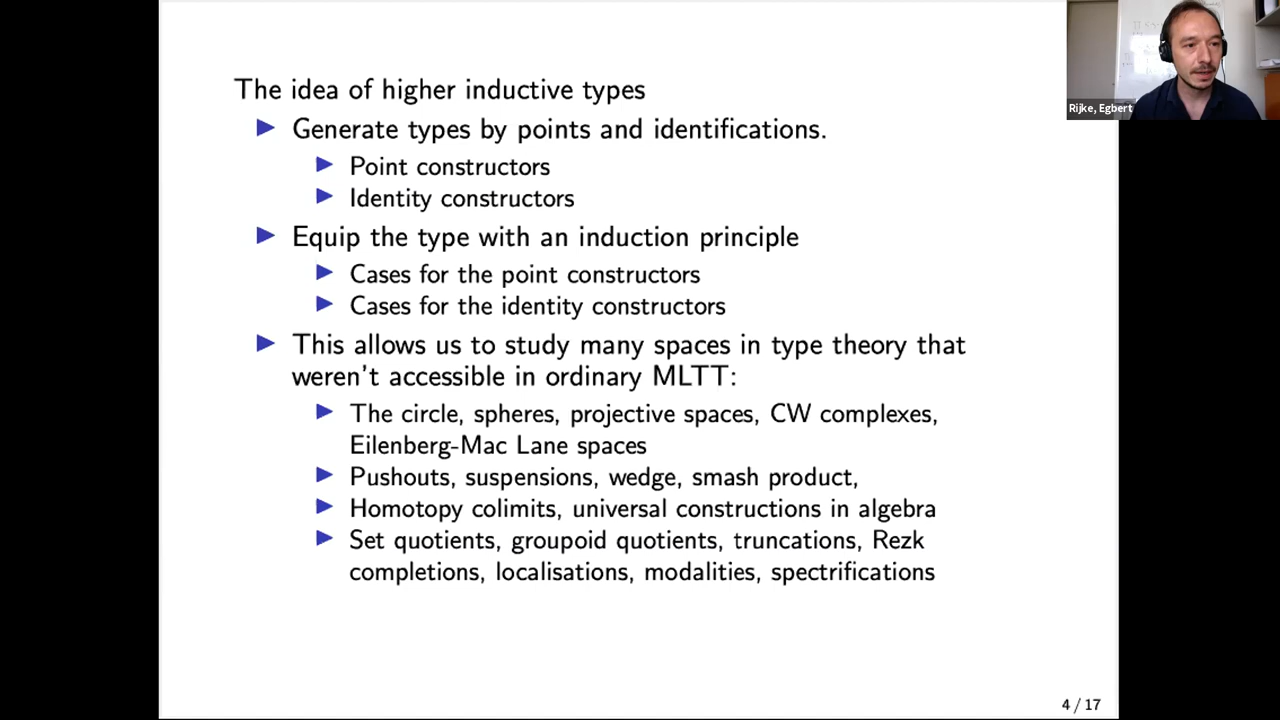 The idea of higher inductive types
Generate types by points and identifications.
Point constructors
Identity constructors
Equip the type with an induction principle
Cases for the point constructors
Cases for the identity constructors
This allows us to study many spaces in type theory that
weren't accessible in ordinary MLTT:
The circle, spheres, projective spaces, CW complexes,
Eilenberg-Mac Lane spaces
Pushouts, suspensions, wedge, smash product,
Homotopy colimits, universal constructions in algebra
Set quotients, groupoid quotients, truncations, Rezk
completions, localisations, modalities, spectrifications
4 / 17
Rijke, Egbert